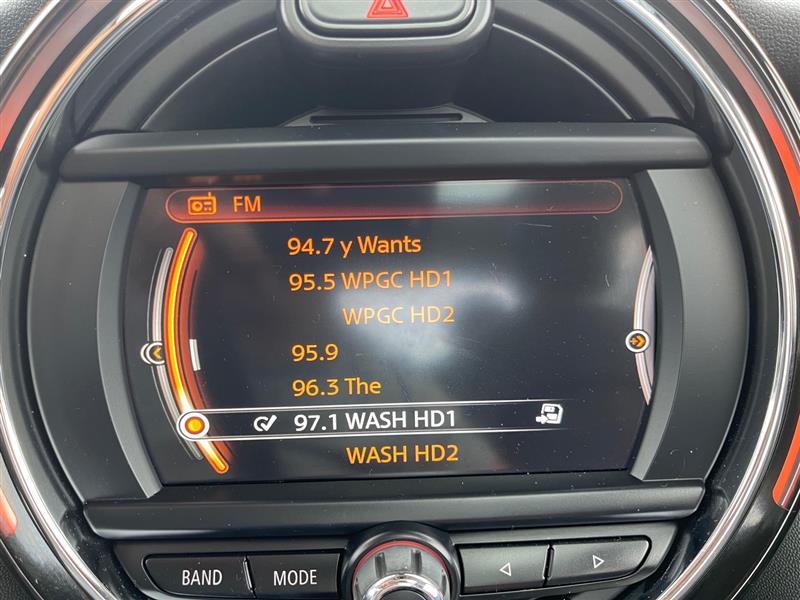 FM
94.7 y Wants
95.5 WPGC HD1
WPGC HD2
95.9
96.3 The
97.1 WASH HD1
WASH HD2
BAND MODE